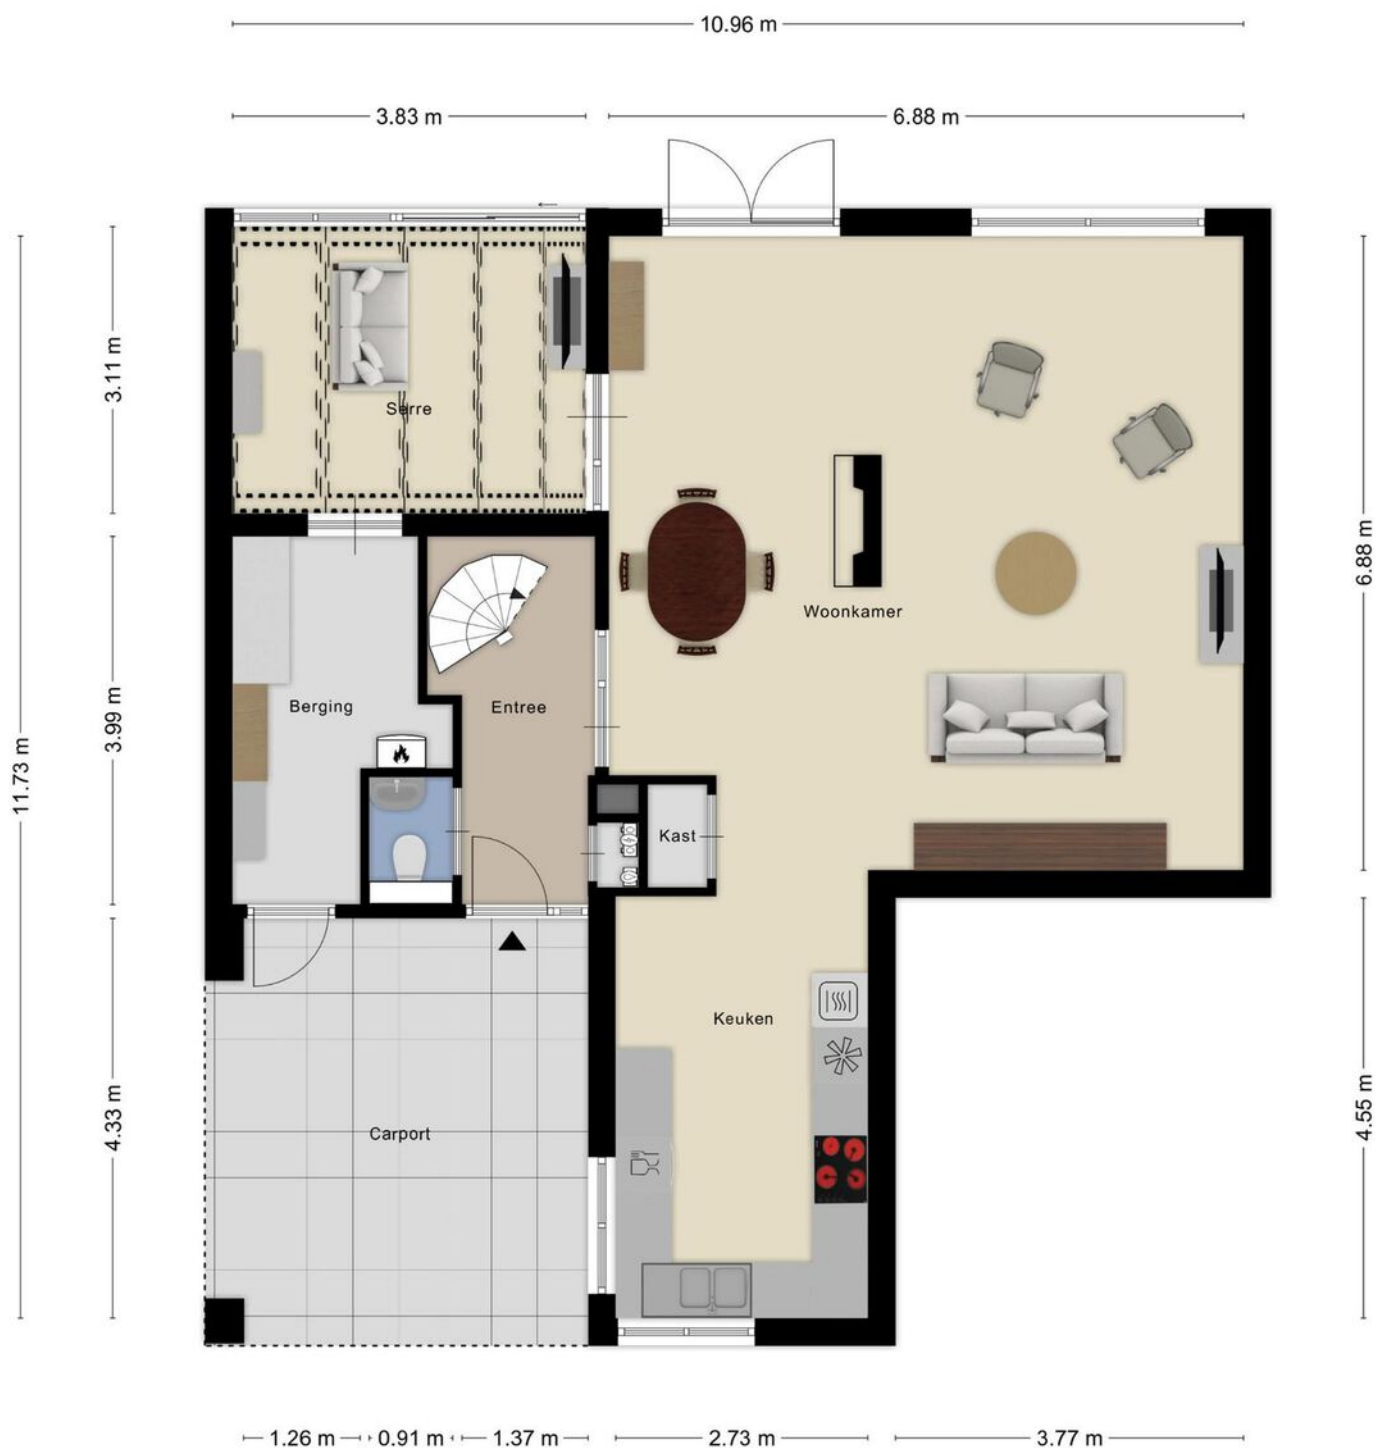 10.96 m
3.83 m
6.88 m
3.11 m
Serre
6.88 m
Woonkamer
3.99 m
Berging
Entree
11.73 m
Kast
Keuken
4.33 m
Carport
4.55 m
1.26 m
0.91 m
1.37 m
2.73 m
3.77 m